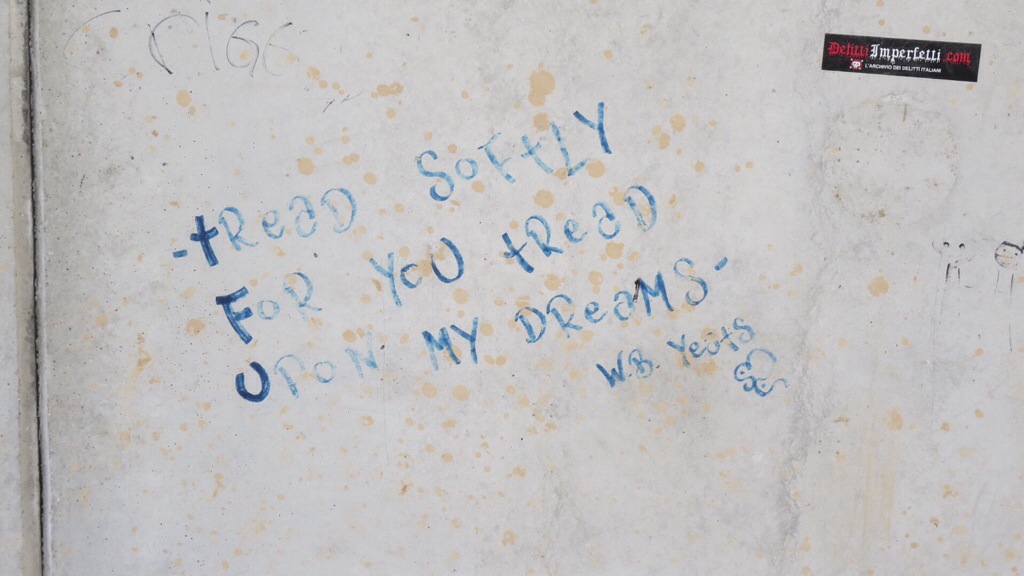 DelittiImperfetti.com
L'ARCHIVIO DEI DELITTI ITALIANI
-tReaD SoFtLY
FoR YoU tReaD
UPoN MY DReaMS-
W.B. Yeats